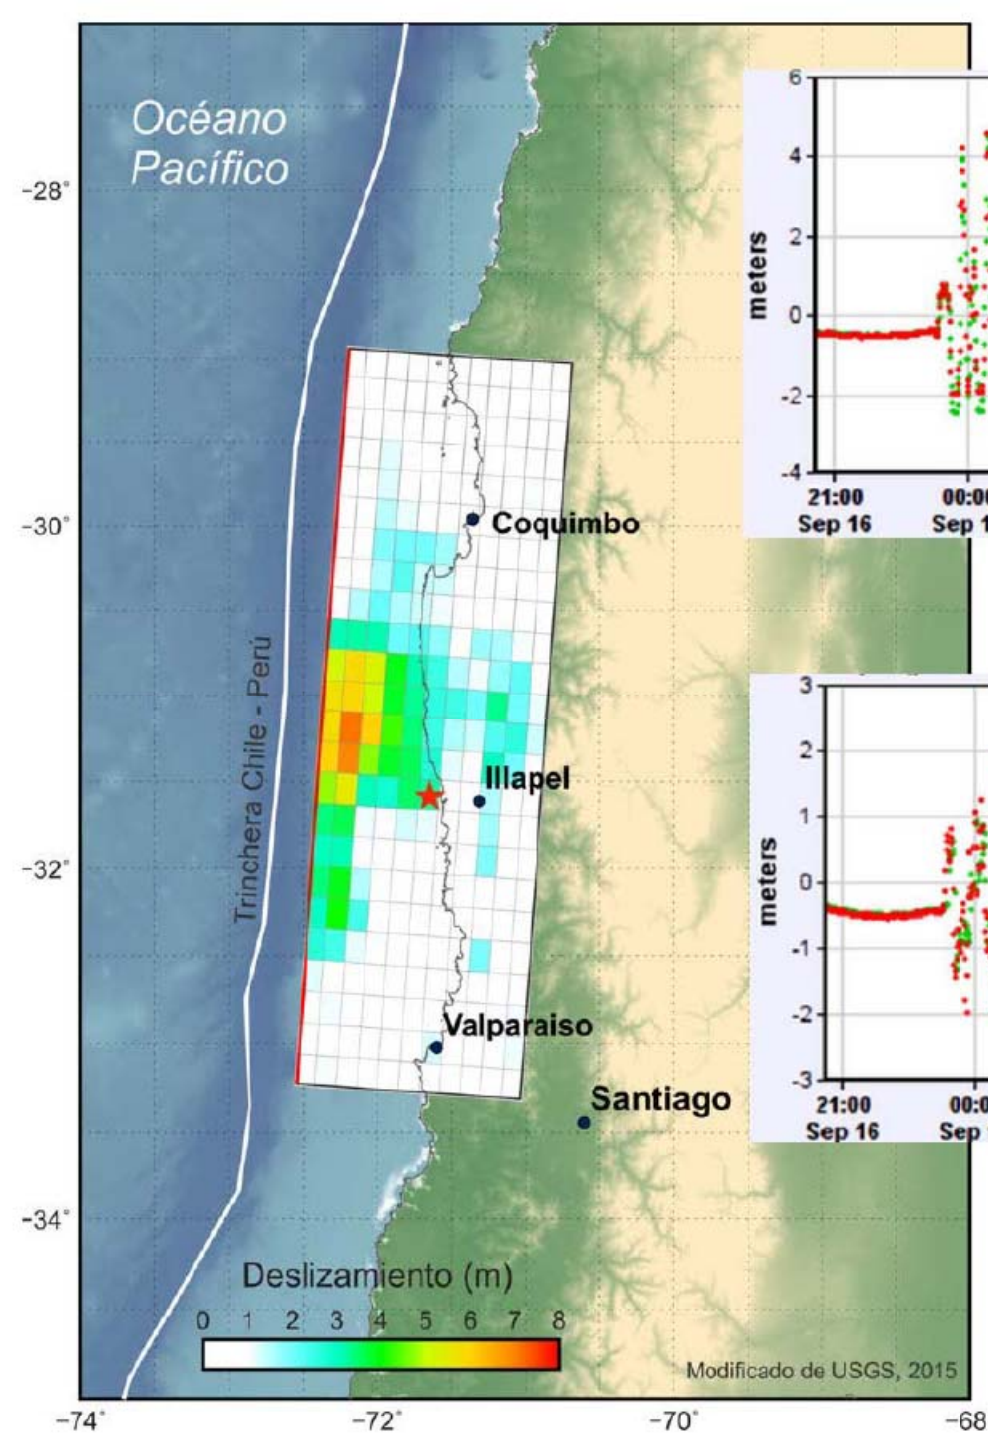 Océano
Pacífico
−28°
−30°
−32°
−34°
−74°
−72°
−70°
−68
Trinchera Chile - Perú
Coquimbo
Illapel
Valparaiso
Santiago
Deslizamiento (m)
0 1 2 3 4 5 6 7 8
Modificado de USGS, 2015
meters
6
4
2
0
-2
-4
21:00
Sep 16
00:0
Sep 1
meters
3
2
1
0
-1
-2
-3
21:00
Sep 16
00:0
Sep